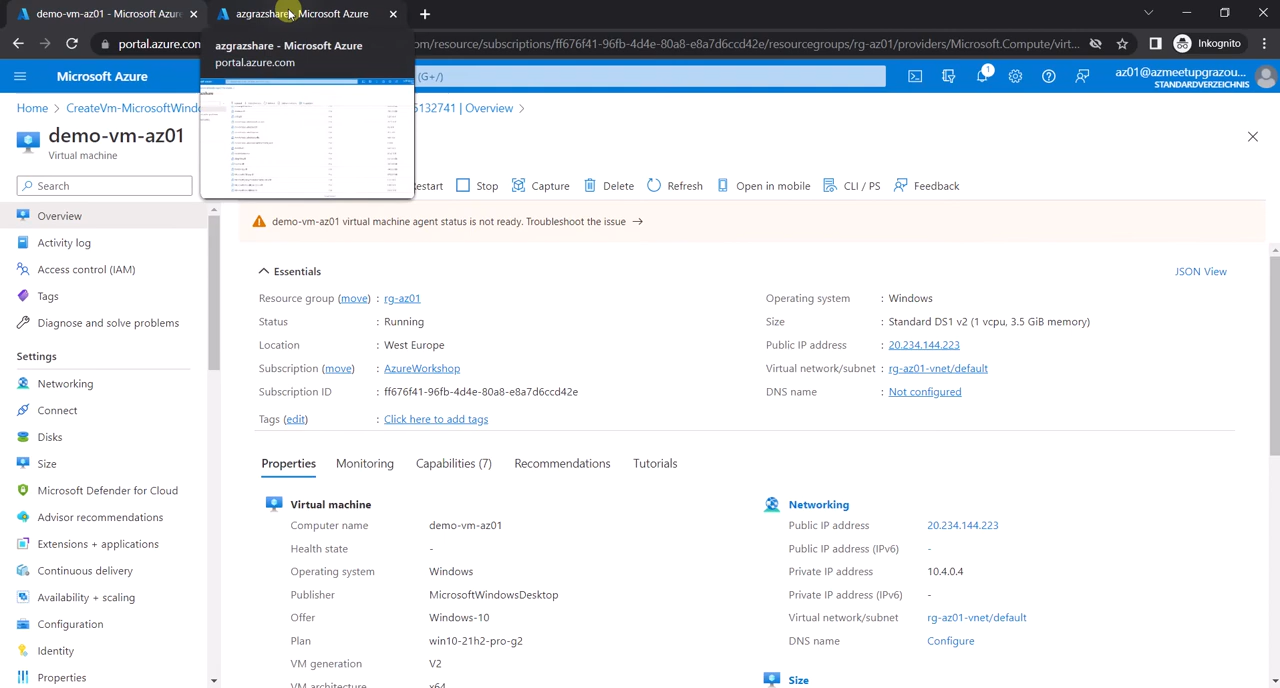 demo-vm-az01 - Microsoft Azure
azgrazshare - Microsoft Azure
portal.azure.com
om/resource/subscriptions/ff676f41-96fb-4d4e-80a8-e8a7d6ccd42e/resourcegroups/rg-az01/providers/Microsoft.Compute/virt...
Inkognito
azgrazshare - Microsoft Azure
portal.azure.com
Microsoft Azure
(G+/)
1
az01@azmeetupgrazou...
STANDARDVERZEICHNIS
Home > CreateVm-MicrosoftWindo
5132741 | Overview >
demo-vm-az01
Virtual machine
Search
estart
Stop
Capture
Delete
Refresh
Open in mobile
CLI / PS
Feedback
Overview
Activity log
Access control (IAM)
Tags
Diagnose and solve problems
Settings
Networking
Connect
Disks
Size
Microsoft Defender for Cloud
Advisor recommendations
Extensions + applications
Continuous delivery
Availability + scaling
Configuration
Identity
Properties
demo-vm-az01 virtual machine agent status is not ready. Troubleshoot the issue →
Essentials
JSON View
Resource group (move) : rg-az01
Status : Running
Location : West Europe
Subscription (move) : AzureWorkshop
Subscription ID : ff676f41-96fb-4d4e-80a8-e8a7d6ccd42e
Tags (edit) : Click here to add tags
Operating system : Windows
Size : Standard DS1 v2 (1 vcpu, 3.5 GiB memory)
Public IP address : 20.234.144.223
Virtual network/subnet : rg-az01-vnet/default
DNS name : Not configured
Properties
Monitoring
Capabilities (7)
Recommendations
Tutorials
Virtual machine
Computer name demo-vm-az01
Health state -
Operating system Windows
Publisher MicrosoftWindowsDesktop
Offer Windows-10
Plan win10-21h2-pro-g2
VM generation V2
VM architecture x64
Networking
Public IP address 20.234.144.223
Public IP address (IPv6) -
Private IP address 10.4.0.4
Private IP address (IPv6) -
Virtual network/subnet rg-az01-vnet/default
DNS name Configure
Size